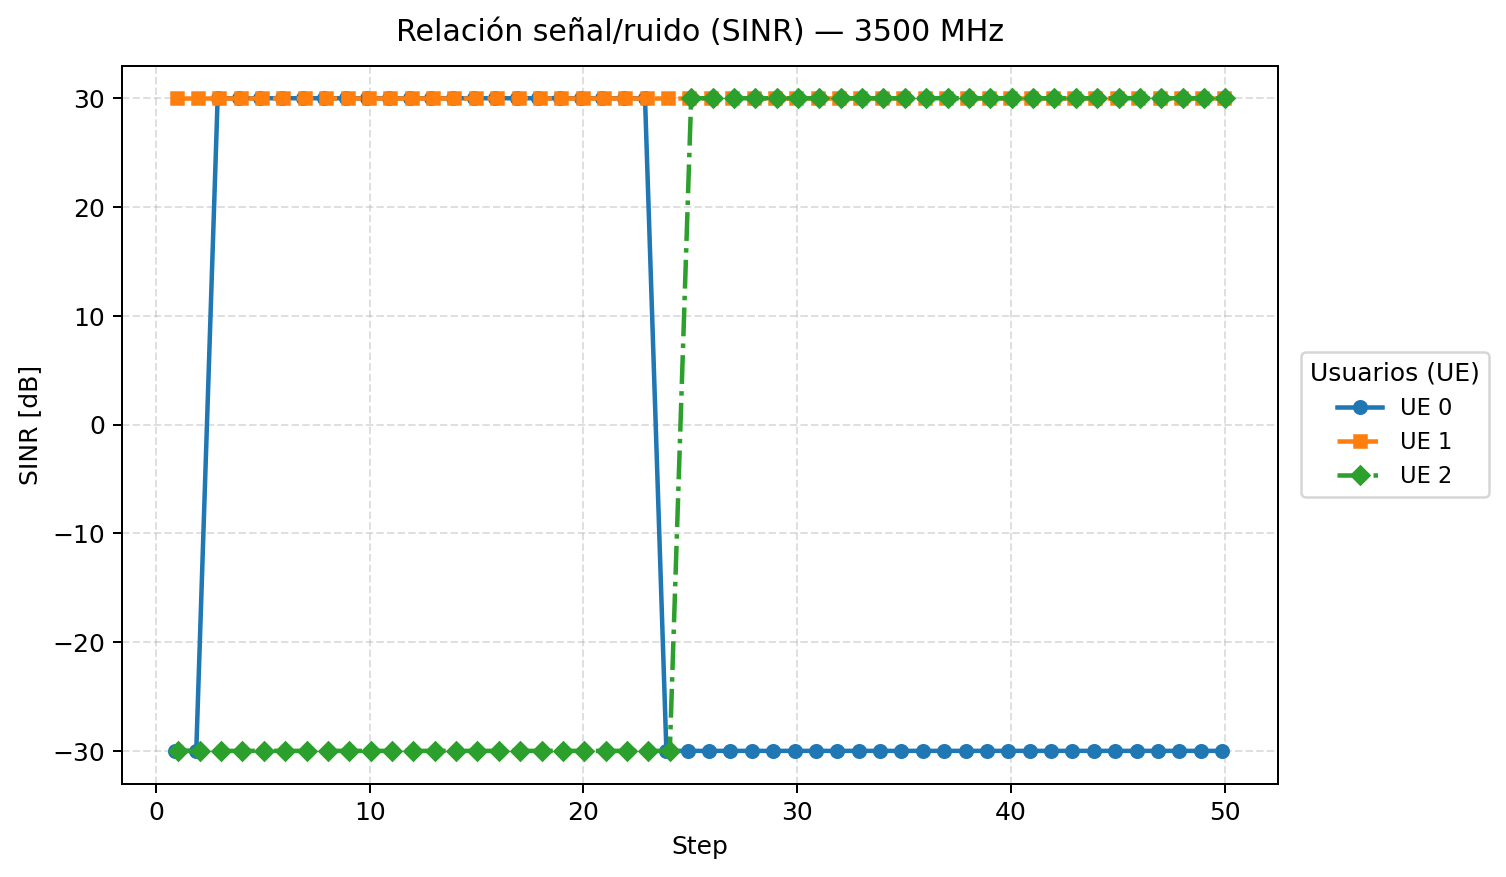 Relación señal/ruido (SINR) — 3500 MHz
30
20
10
0
−10
−20
−30
SINR [dB]
0 10 20 30 40 50
Step
Usuarios (UE)
UE 0
UE 1
UE 2